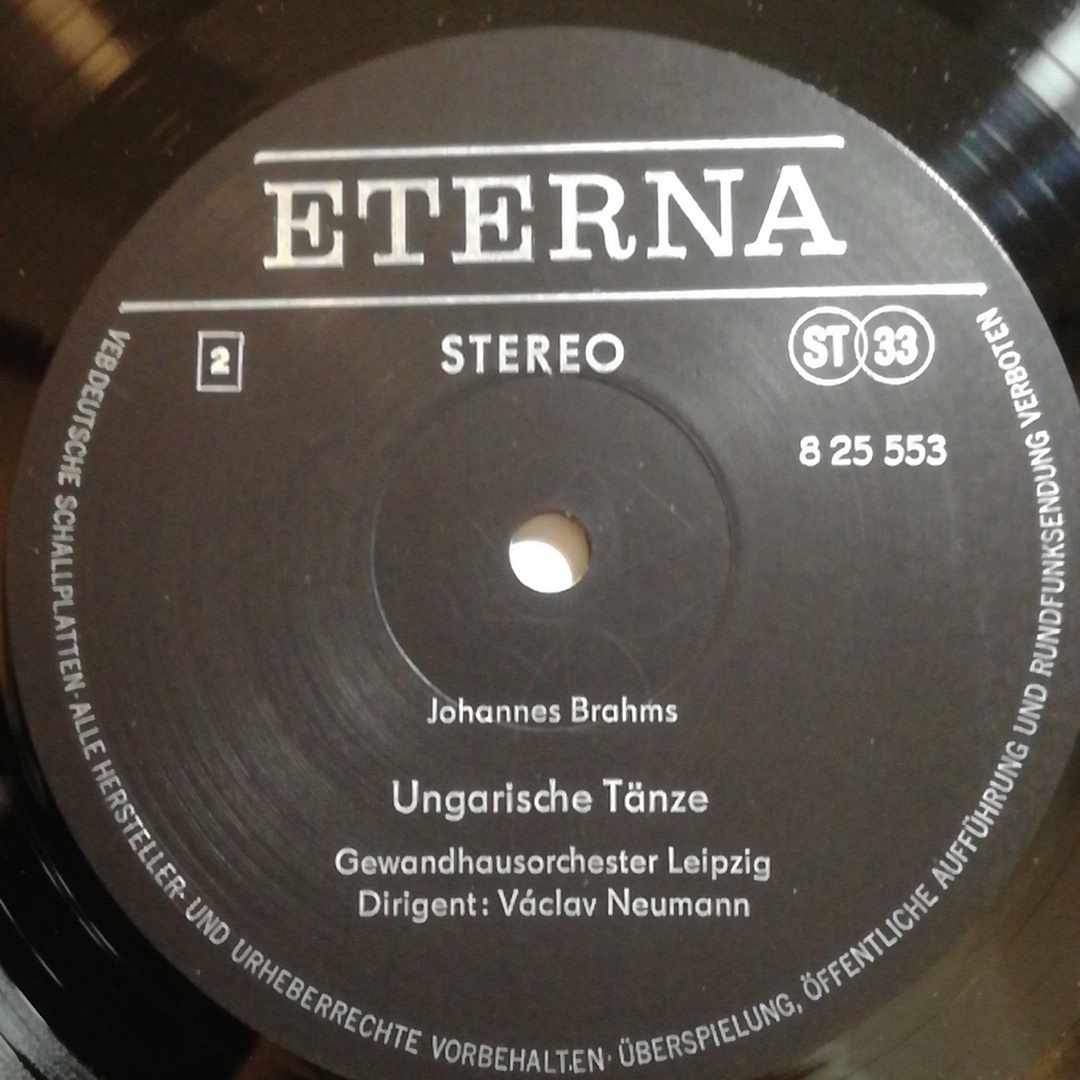 ETERNA
2 STEREO ST 33
8 25 553
Johannes Brahms
Ungarische Tänze
Gewandhausorchester Leipzig
Dirigent: Václav Neumann
VEB DEUTSCHE SCHALLPLATTEN · ALLE HERSTELLER- UND URHEBERRECHTE VORBEHALTEN · ÜBERSPIELUNG, ÖFFENTLICHE AUFFÜHRUNG UND RUNDFUNKSENDUNG VERBOTEN